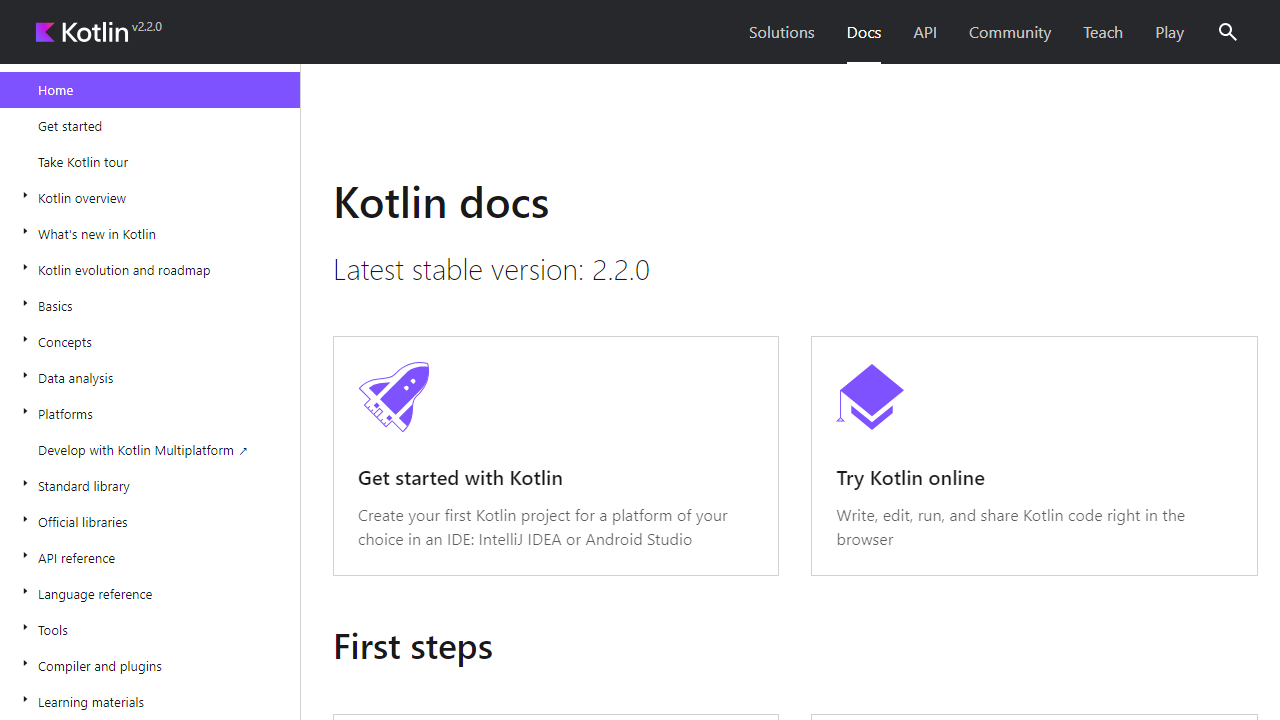 Kotlin v2.2.0
Solutions Docs API Community Teach Play
Home
Get started
Take Kotlin tour
Kotlin overview
What's new in Kotlin
Kotlin evolution and roadmap
Basics
Concepts
Data analysis
Platforms
Develop with Kotlin Multiplatform ↗
Standard library
Official libraries
API reference
Language reference
Tools
Compiler and plugins
Learning materials
Kotlin docs
Latest stable version: 2.2.0
Get started with Kotlin
Create your first Kotlin project for a platform of your
choice in an IDE: IntelliJ IDEA or Android Studio
Try Kotlin online
Write, edit, run, and share Kotlin code right in the
browser
First steps